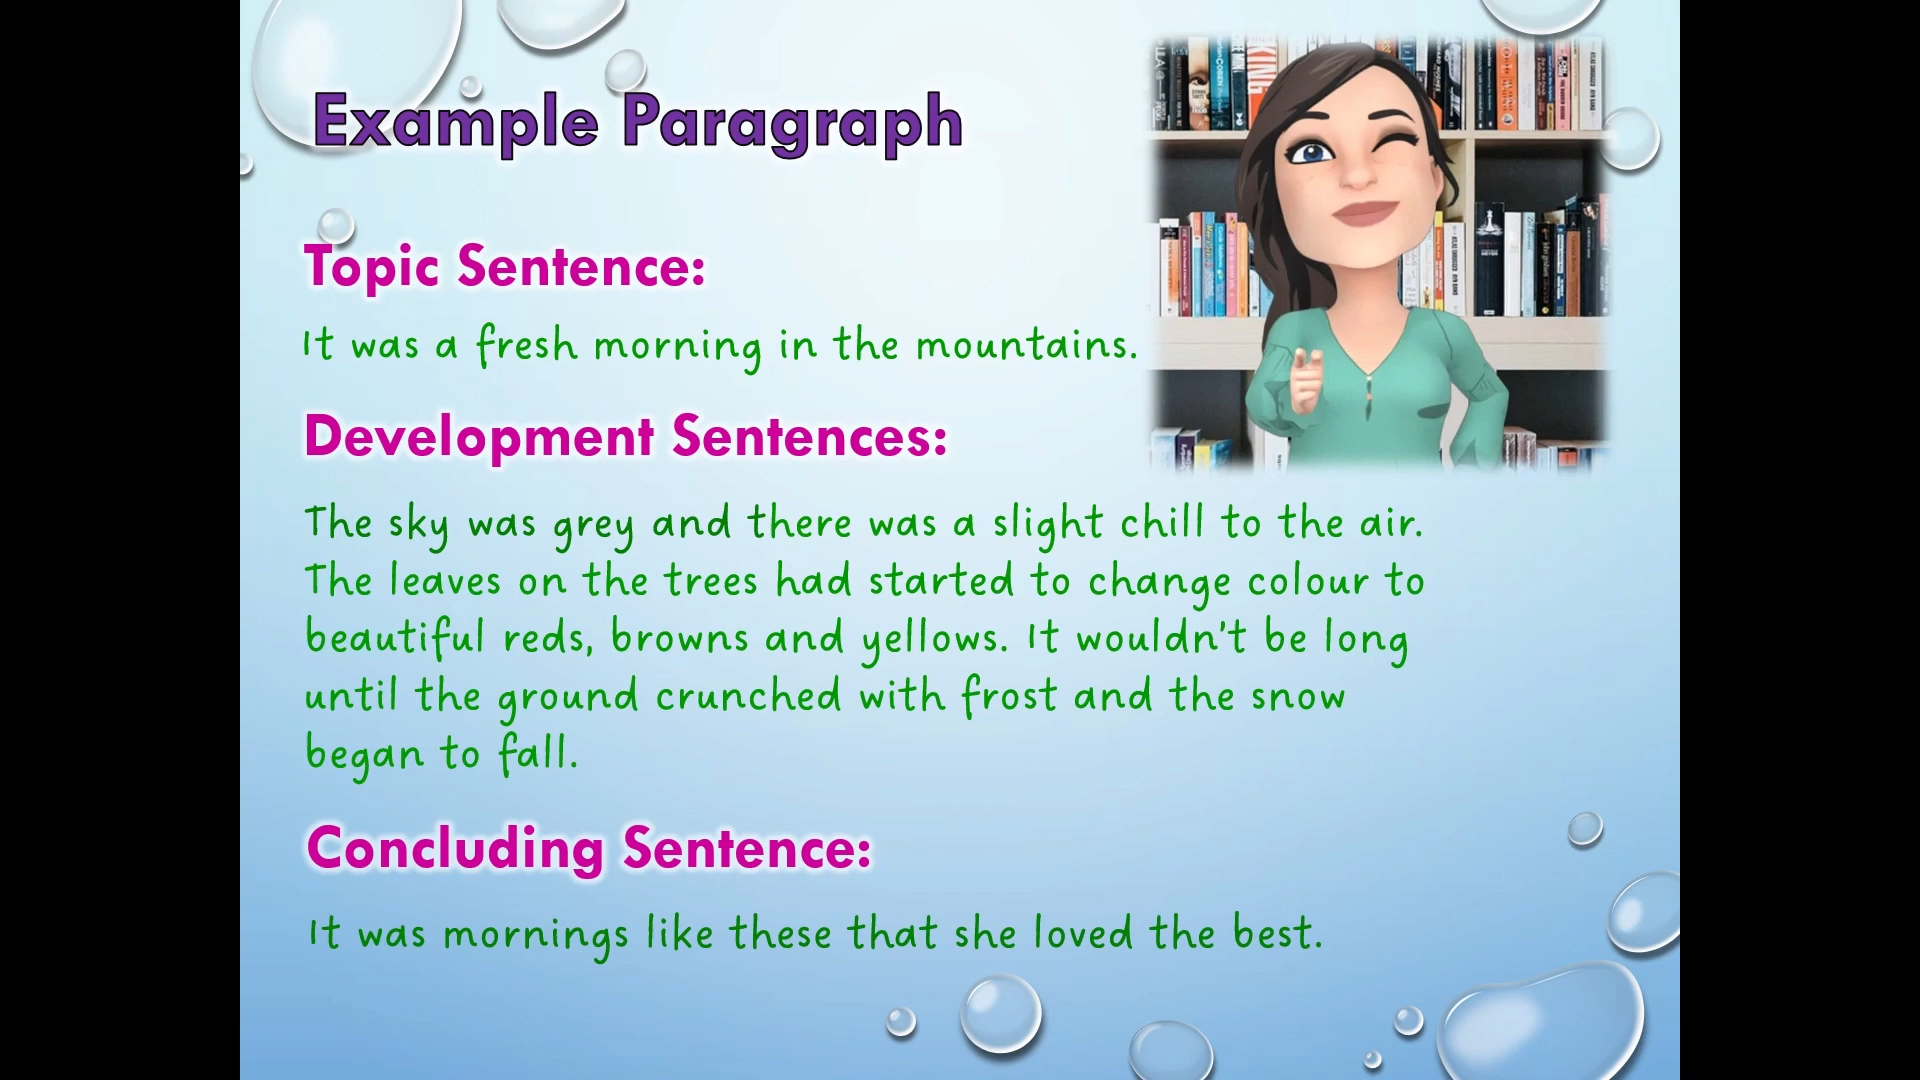 Example Paragraph
Topic Sentence:
It was a fresh morning in the mountains.
Development Sentences:
The sky was grey and there was a slight chill to the air.
The leaves on the trees had started to change colour to
beautiful reds, browns and yellows. It wouldn't be long
until the ground crunched with frost and the snow
began to fall.
Concluding Sentence:
It was mornings like these that she loved the best.